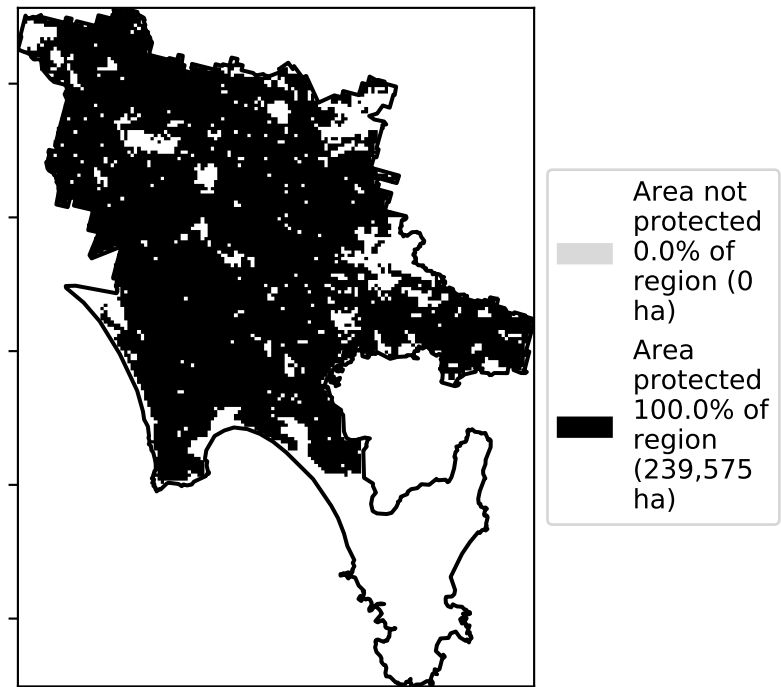 Area not
protected
0.0% of
region (0
ha)
Area
protected
100.0% of
region
(239,575
ha)